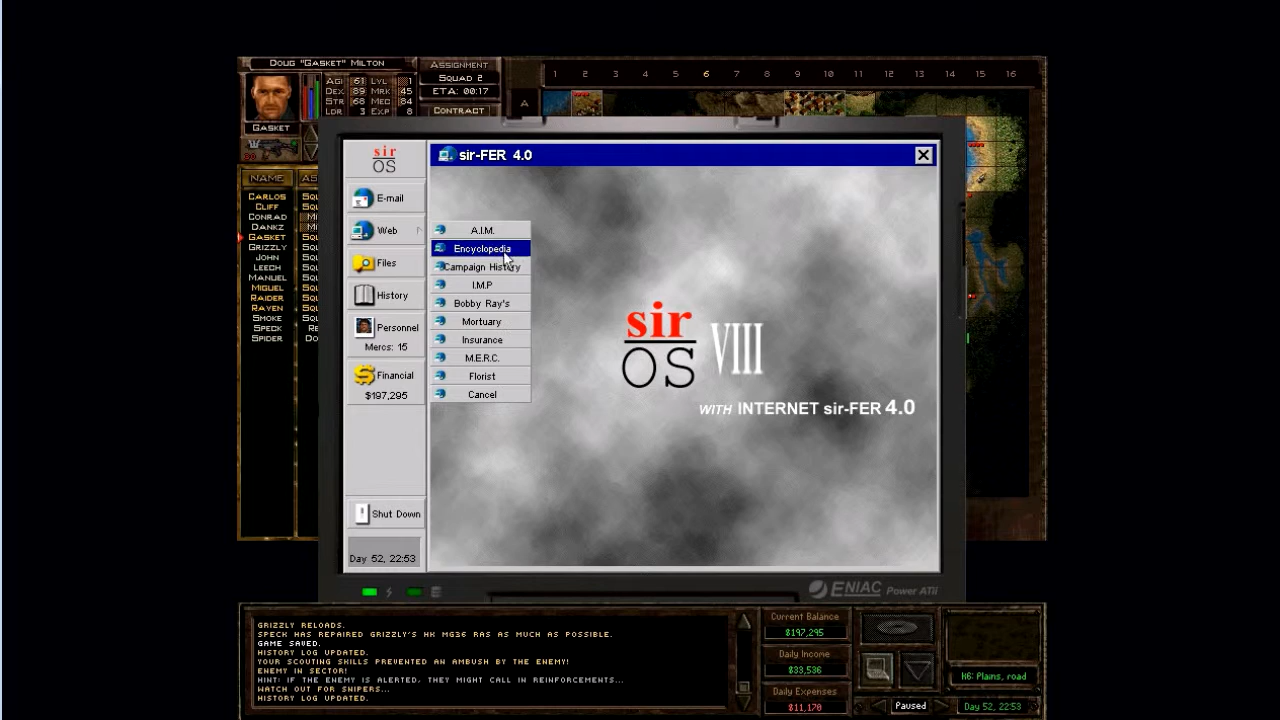 Doug "Gasket" Milton
Assignment
Squad 2
ETA: 00:17
Contract
AGI 61 LVL 1
DEX 89 MRK 45
STR 68 MEC 84
LDR 3 EXP 8
Gasket
1 2 3 4 5 6 7 8 9 10 11 12 13 14 15 16
A
Name
Carlos
Cliff
Conrad
Dankz
Gasket
Grizzly
John
Leech
Manuel
Miguel
Raider
Raven
Smoke
Speck
Spider
sir
OS
E-mail
Web
Files
History
Personnel
Mercs: 15
Financial
$197,295
Shut Down
Day 52, 22:53
sir-FER 4.0
A.I.M.
Encyclopedia
Campaign History
I.M.P
Bobby Ray's
Mortuary
Insurance
M.E.R.C.
Florist
Cancel
sir
OS VIII
WITH INTERNET sir-FER 4.0
ENIAC Power ATii
GRIZZLY RELOADS.
SPECK HAS REPAIRED GRIZZLY'S HK MG36 RAS AS MUCH AS POSSIBLE.
GAME SAVED.
HISTORY LOG UPDATED.
YOUR SCOUTING SKILLS PREVENTED AN AMBUSH BY THE ENEMY!
ENEMY IN SECTOR!
HINT: IF THE ENEMY IS ALERTED, THEY MIGHT CALL IN REINFORCEMENTS...
WATCH OUT FOR SNIPERS...
HISTORY LOG UPDATED.
Current Balance
$197,295
Daily Income
$33,536
Daily Expenses
$11,178
H6: Plains, road
Paused
Day 52, 22:53